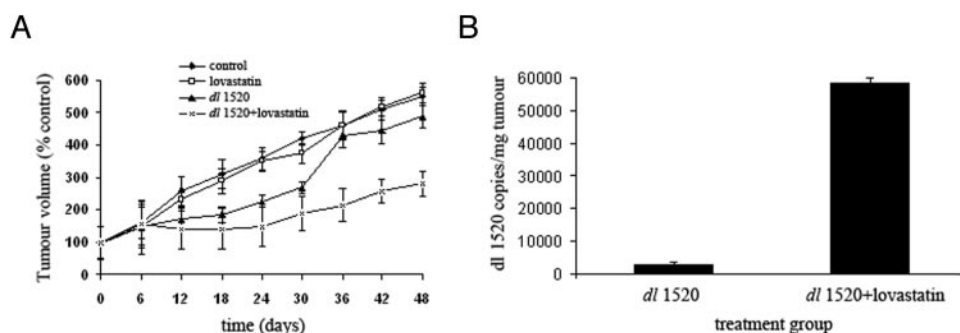 A
control
lovastatin
dl 1520
dl 1520+lovastatin
Tumour volume (% control)
600
500
400
300
200
100
0
0 6 12 18 24 30 36 42 48
time (days)
B
dl 1520 copies/mg tumour
60000
50000
40000
30000
20000
10000
0
dl 1520 dl 1520+lovastatin
treatment group